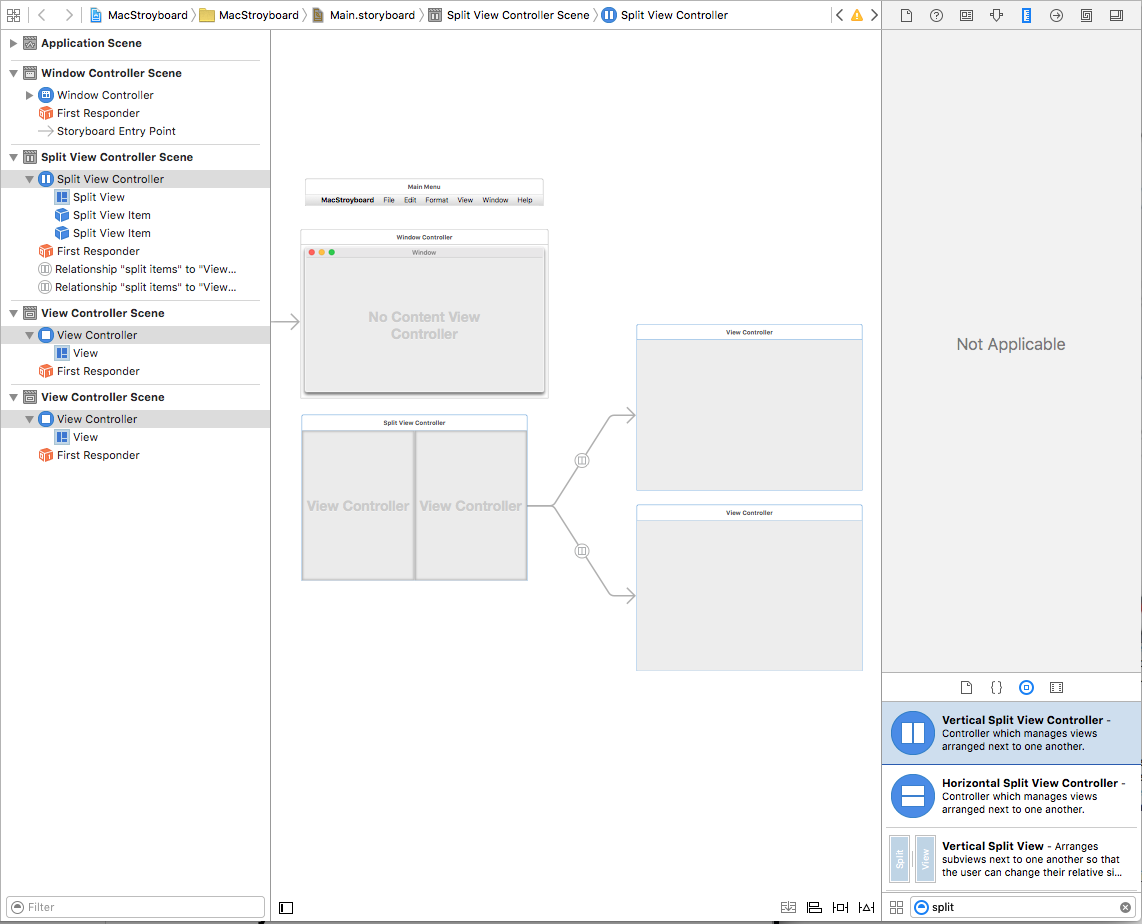 MacStroyboard MacStroyboard Main.storyboard Split View Controller Scene Split View Controller
Application Scene
Window Controller Scene
Window Controller
First Responder
Storyboard Entry Point
Split View Controller Scene
Split View Controller
Split View
Split View Item
Split View Item
First Responder
Relationship "split items" to "View...
Relationship "split items" to "View...
View Controller Scene
View Controller
View
First Responder
View Controller Scene
View Controller
View
First Responder
Filter
Main Menu
MacStroyboard File Edit Format View Window Help
Window Controller
Window
No Content View
Controller
Split View Controller
View Controller View Controller
View Controller
View Controller
Not Applicable
{}
Vertical Split View Controller -
Controller which manages views
arranged next to one another.
Horizontal Split View Controller -
Controller which manages views
arranged next to one another.
Split View
Vertical Split View - Arranges
subviews next to one another so that
the user can change their relative si...
split